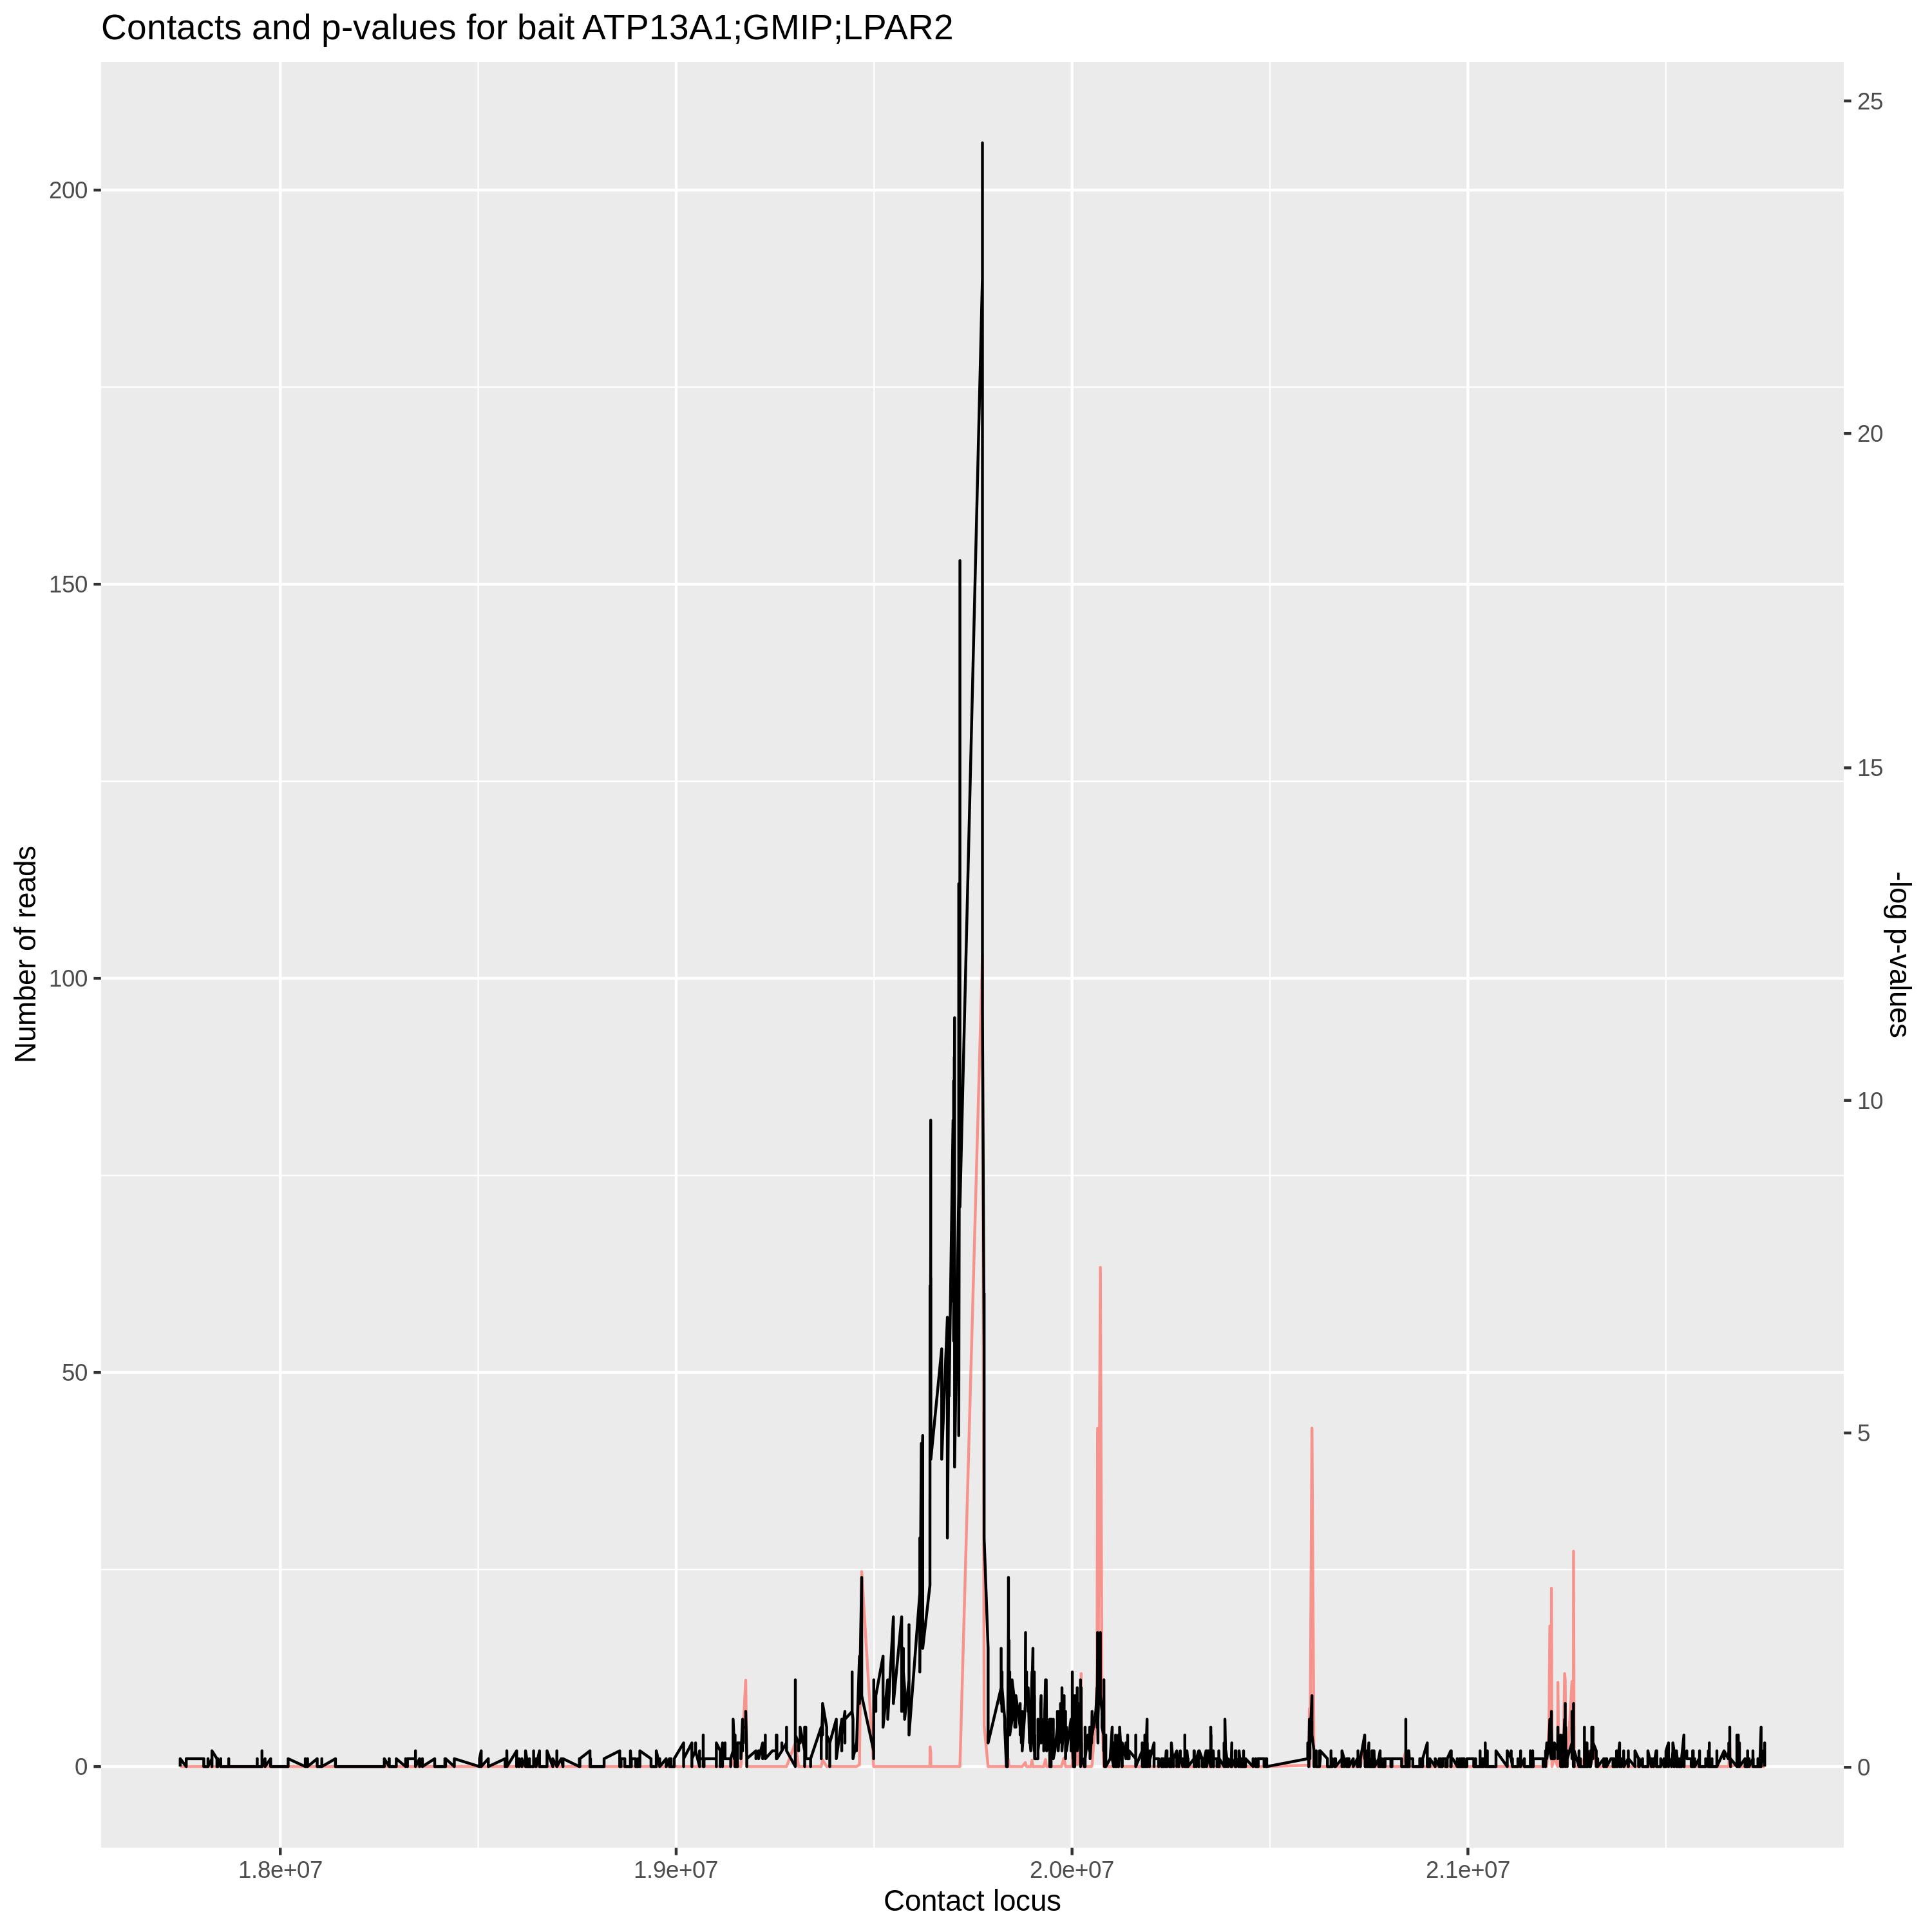 Contacts and p-values for bait ATP13A1;GMIP;LPAR2
25
200
20
150
15
Number of reads
-log p-values
100
10
50
5
0
0
1.8e+07
1.9e+07
2.0e+07
2.1e+07
Contact locus